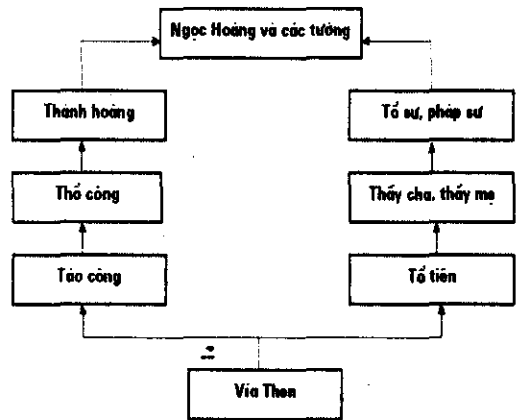 Ngọc Hoàng và các tướng
Thành hoàng
Tổ sư, pháp sư
Thổ công
Thầy cha, thầy mẹ
Táo công
Tổ tiên
Vía Then